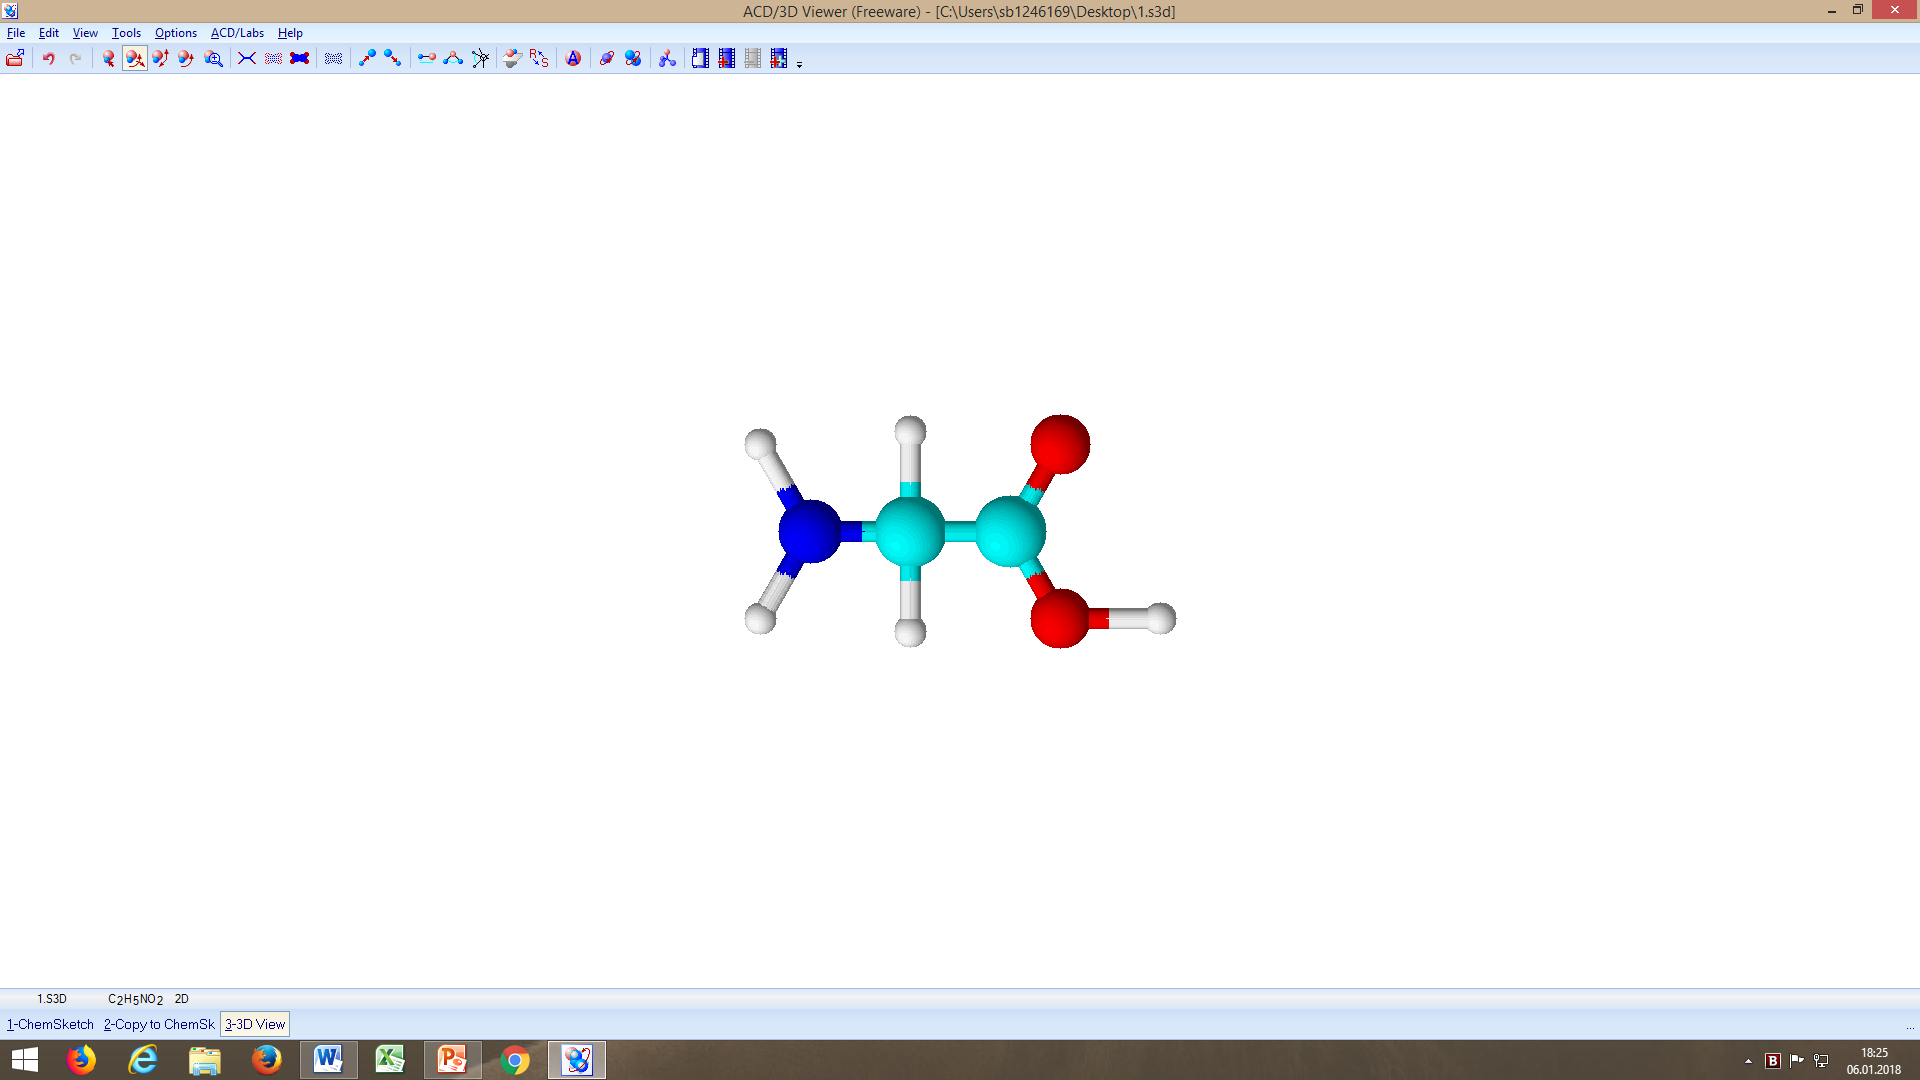 ACD/3D Viewer (Freeware) - [C:\Users\sb1246169\Desktop\1.s3d]
File Edit View Tools Options ACD/Labs Help
1.S3D C2H5NO2 2D
1-ChemSketch 2-Copy to ChemSk 3-3D View ...
18:25
06.01.2018